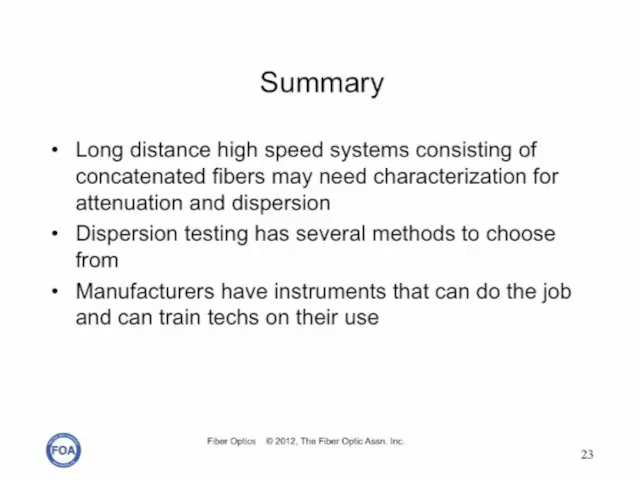 Summary
• Long distance high speed systems consisting of
concatenated fibers may need characterization for
attenuation and dispersion
• Dispersion testing has several methods to choose
from
• Manufacturers have instruments that can do the job
and can train techs on their use
FOA
Fiber Optics © 2012, The Fiber Optic Assn. Inc.
23